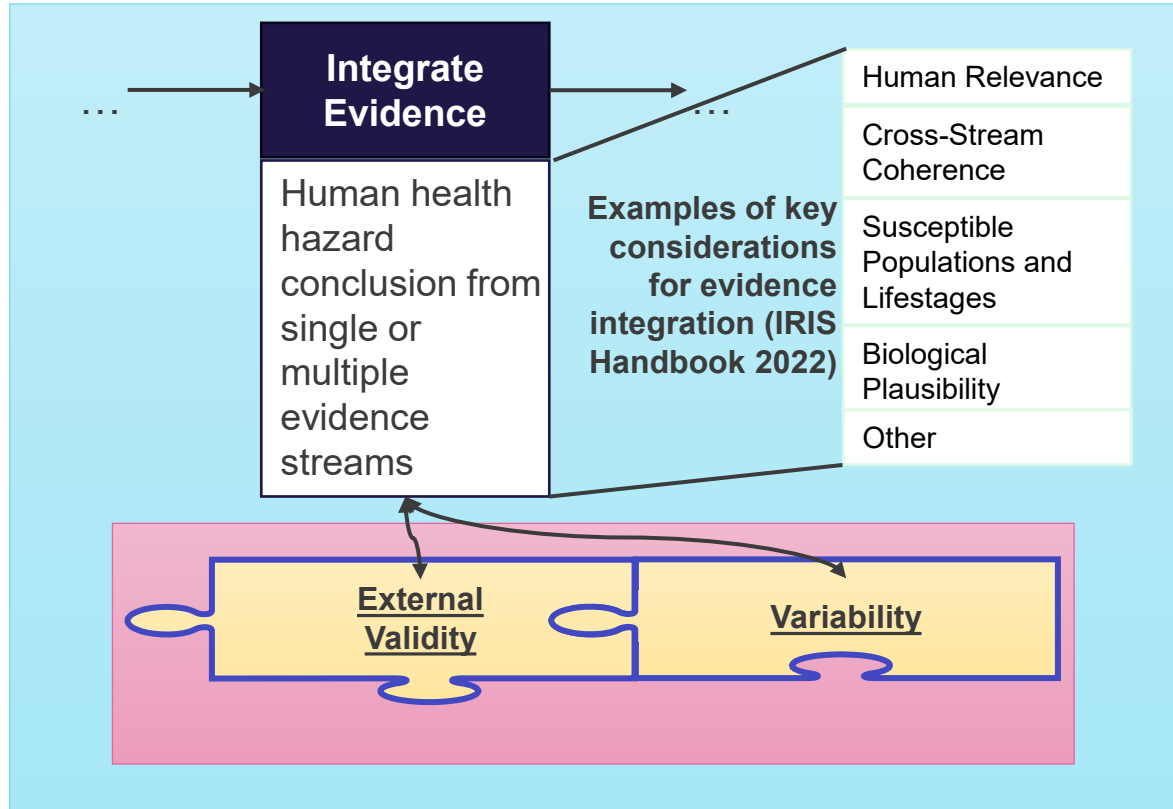 Integrate
Evidence
...
...
Human health
hazard
conclusion from
single or
multiple
evidence
streams
Examples of key
considerations
for evidence
integration (IRIS
Handbook 2022)
Human Relevance
Cross-Stream
Coherence
Susceptible
Populations and
Lifestages
Biological
Plausibility
Other
External
Validity
Variability